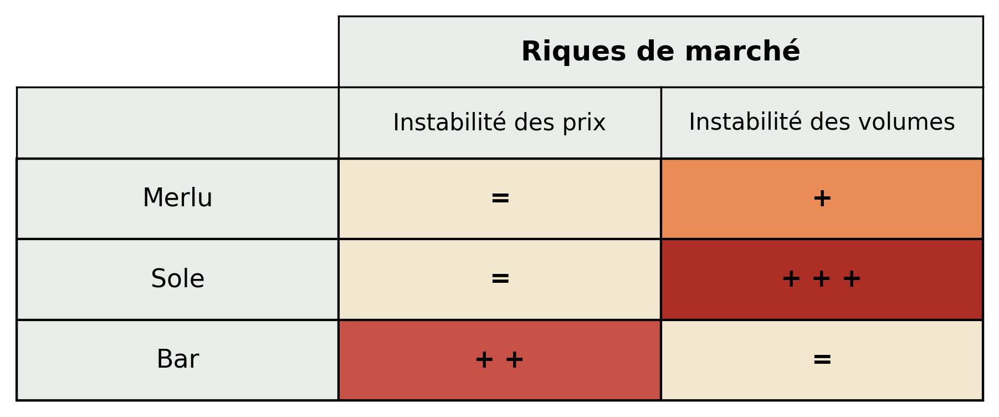 Riques de marché
Instabilité des prix Instabilité des volumes
Merlu = +
Sole = + + +
Bar + + =